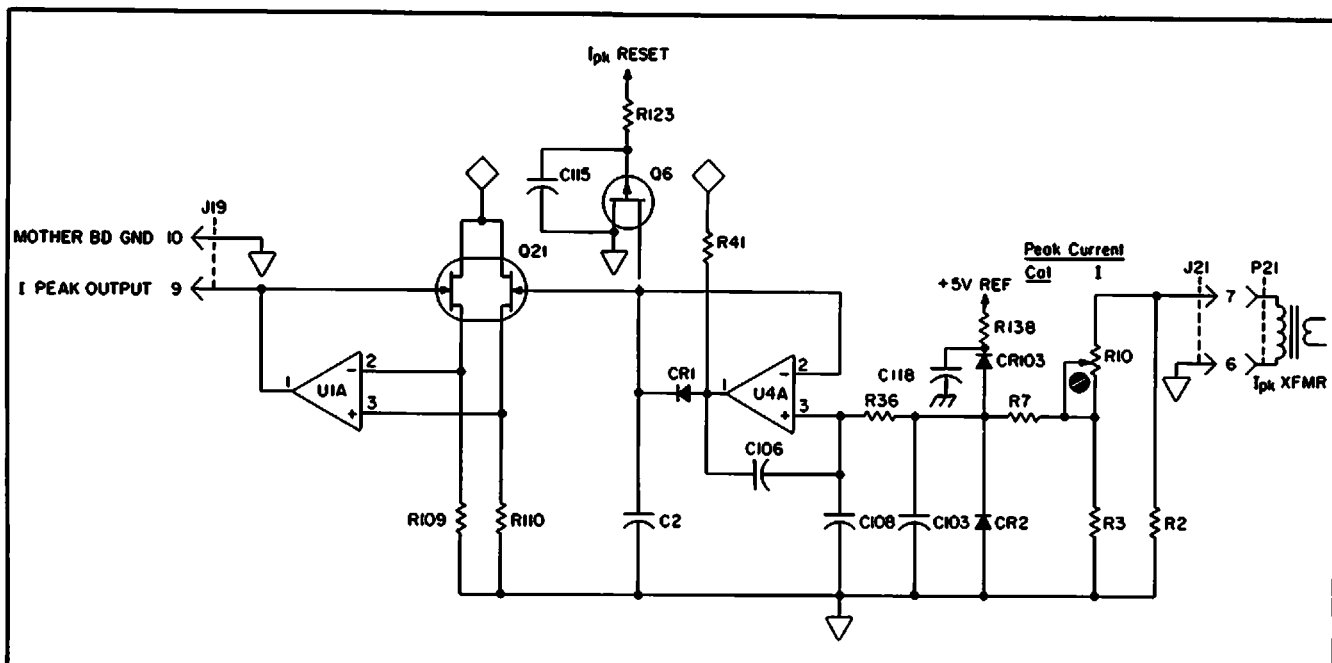 Ipk RESET
R123
C115
Q6
J19
MOTHER BD GND 10
I PEAK OUTPUT 9
Q21
R41
Peak Current
Cal I
+5V REF
J21
P21
7
6
R138
CR103
C118
R10
Ipk XFMR
1
U1A
2
-
3
+
CR1
1
U4A
2
-
3
+
R36
R7
C106
R109
R110
C2
C108
C103
CR2
R3
R2